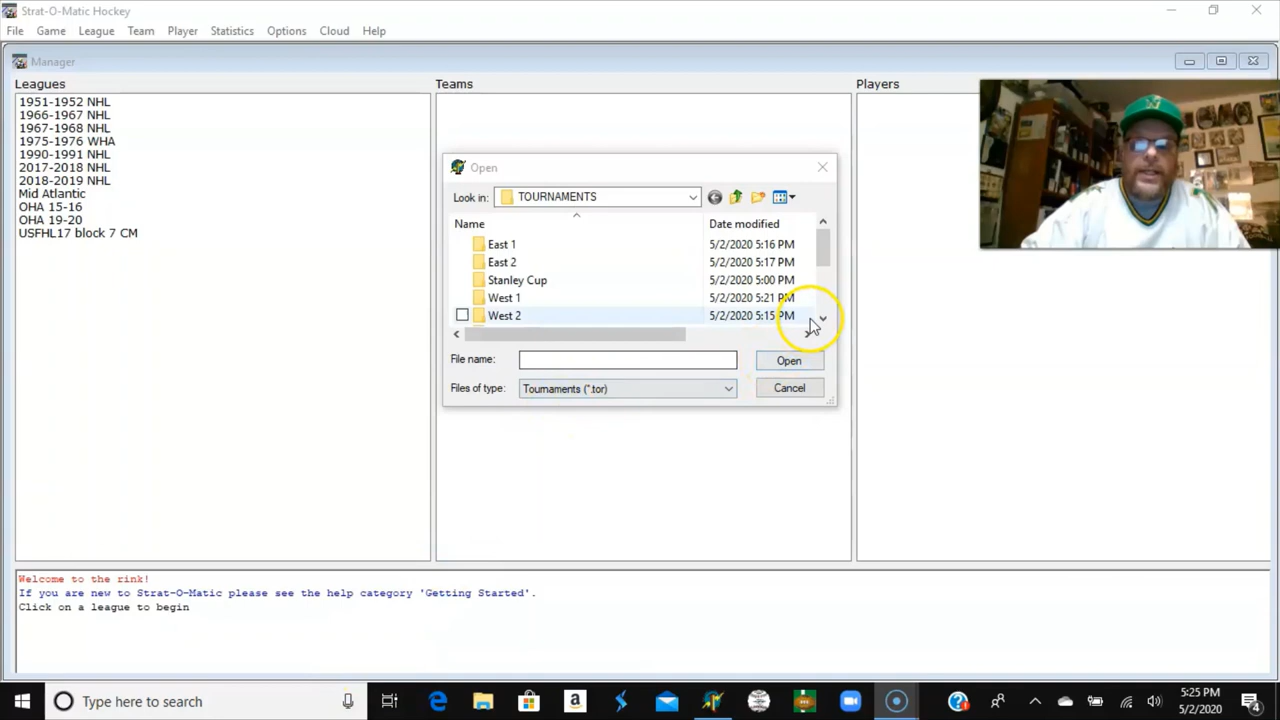 Strat-O-Matic Hockey
File Game League Team Player Statistics Options Cloud Help
Manager
Leagues Teams Players
1951-1952 NHL
1966-1967 NHL
1967-1968 NHL
1975-1976 WHA
1990-1991 NHL
2017-2018 NHL
2018-2019 NHL
Mid Atlantic
OHA 15-16
OHA 19-20
USFHL17 block 7 CM
Open
Look in: TOURNAMENTS
Name Date modified
East 1 5/2/2020 5:16 PM
East 2 5/2/2020 5:17 PM
Stanley Cup 5/2/2020 5:00 PM
West 1 5/2/2020 5:21 PM
West 2 5/2/2020 5:15 PM
File name: Open
Files of type: Tournaments (*.tor) Cancel
Welcome to the rink!
If you are new to Strat-O-Matic please see the help category 'Getting Started'.
Click on a league to begin
Type here to search
5:25 PM
5/2/2020
4